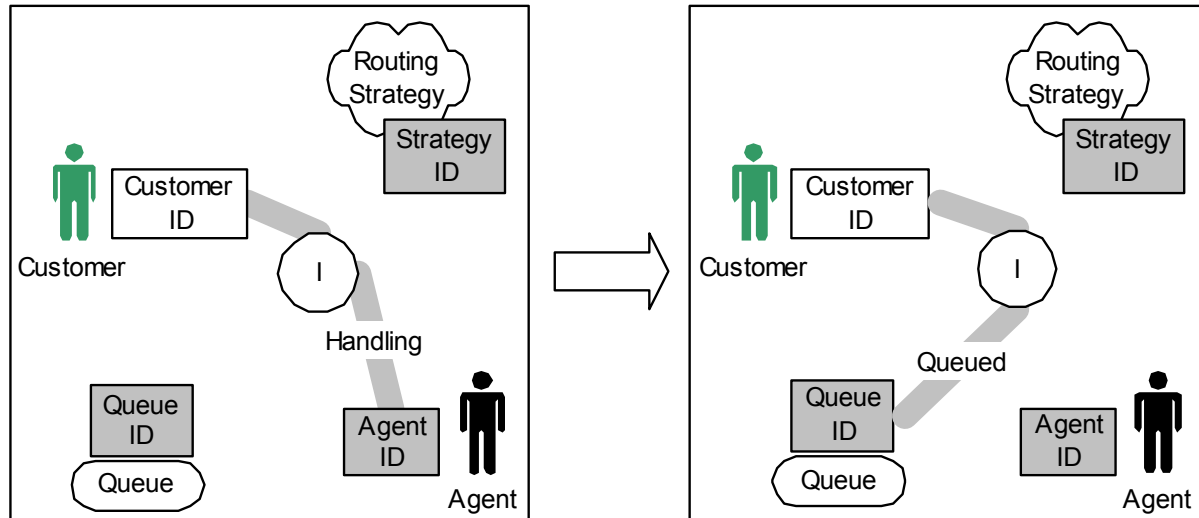 Routing
Strategy
Strategy
ID
Customer
ID
Customer
I
Handling
Queue
ID
Queue
Agent
ID
Agent
Routing
Strategy
Strategy
ID
Customer
ID
Customer
I
Queued
Queue
ID
Queue
Agent
ID
Agent